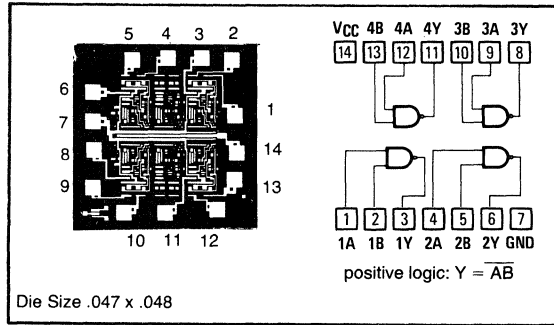 5 4 3 2
6
7
8
9
1
14
13
10 11 12
VCC 4B 4A 4Y 3B 3A 3Y
14 13 12 11 10 9 8
1 2 3 4 5 6 7
1A 1B 1Y 2A 2B 2Y GND
positive logic: Y = \overline{AB}
Die Size .047 x .048